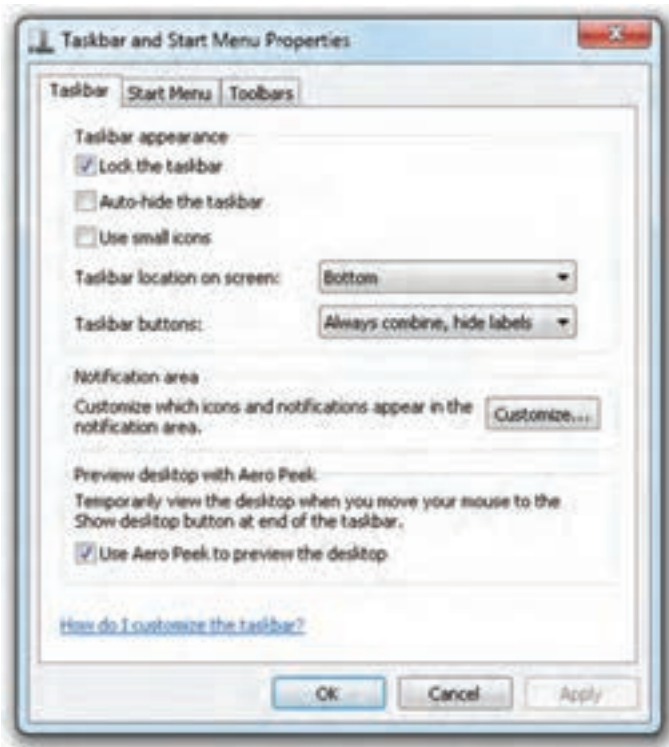 Taskbar and Start Menu Properties
Taskbar Start Menu Toolbars
Taskbar appearance
Lock the taskbar
Auto-hide the taskbar
Use small icons
Taskbar location on screen: Bottom
Taskbar buttons: Always combine, hide labels
Notification area
Customize which icons and notifications appear in the
notification area.
Customize...
Preview desktop with Aero Peek
Temporarily view the desktop when you move your mouse to the
Show desktop button at end of the taskbar.
Use Aero Peek to preview the desktop
How do I customize the taskbar?
OK Cancel Apply